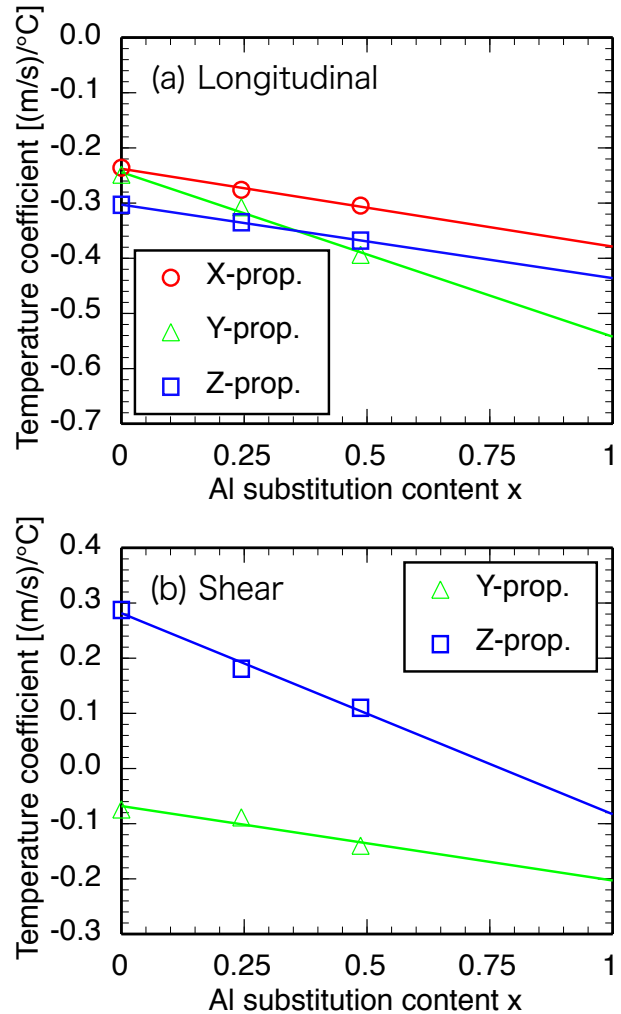 Temperature coefficient [(m/s)/°C]
0.0
-0.1
-0.2
-0.3
-0.4
-0.5
-0.6
-0.7
(a) Longitudinal
X-prop.
Y-prop.
Z-prop.
0 0.25 0.5 0.75 1
Al substitution content x
Temperature coefficient [(m/s)/°C]
0.4
0.3
0.2
0.1
0.0
-0.1
-0.2
-0.3
(b) Shear
Y-prop.
Z-prop.
0 0.25 0.5 0.75 1
Al substitution content x